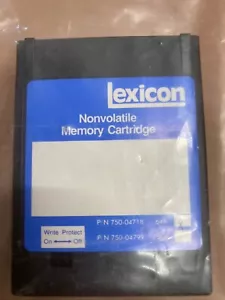 lexicon
Nonvolatile
Memory Cartridge
P/N 750-04718
Write Protect
On ⟷ Off
P/N 750-04795